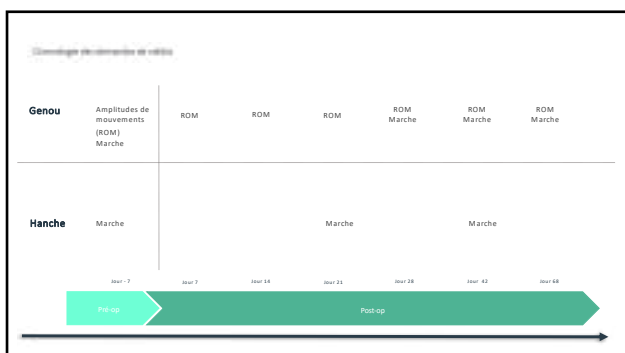 Genou
Amplitudes de
mouvements
(ROM)
Marche
ROM
ROM
ROM
ROM
Marche
ROM
Marche
ROM
Marche
Hanche
Marche
Marche
Marche
Jour - 7
Jour 7
Jour 14
Jour 21
Jour 28
Jour 42
Jour 68
Pré-op
Post-op